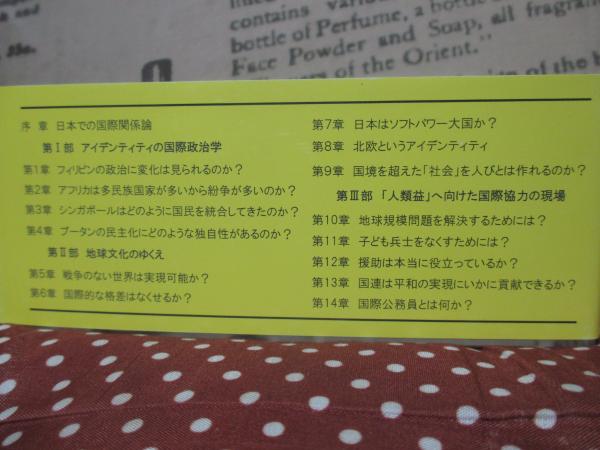 contains various
bottle of Perfume, a bottle of
Face Powder and Soap, all fragrant
of the Orient."
序 章 日本での国際関係論
第Ⅰ部 アイデンティティの国際政治学
第1章 フィリピンの政治に変化は見られるのか?
第2章 アフリカは多民族国家が多いから紛争が多いのか?
第3章 シンガポールはどのように国民を統合してきたのか?
第4章 ブータンの民主化にどのような独自性があるのか?
第Ⅱ部 地球文化のゆくえ
第5章 戦争のない世界は実現可能か?
第6章 国際的な格差はなくせるか?
第7章 日本はソフトパワー大国か?
第8章 北欧というアイデンティティ
第9章 国境を超えた「社会」を人びとは作れるのか?
第Ⅲ部 「人類益」へ向けた国際協力の現場
第10章 地球規模問題を解決するためには?
第11章 子ども兵士をなくすためには?
第12章 援助は本当に役立っているか?
第13章 国連は平和の実現にいかに貢献できるか?
第14章 国際公務員とは何か?